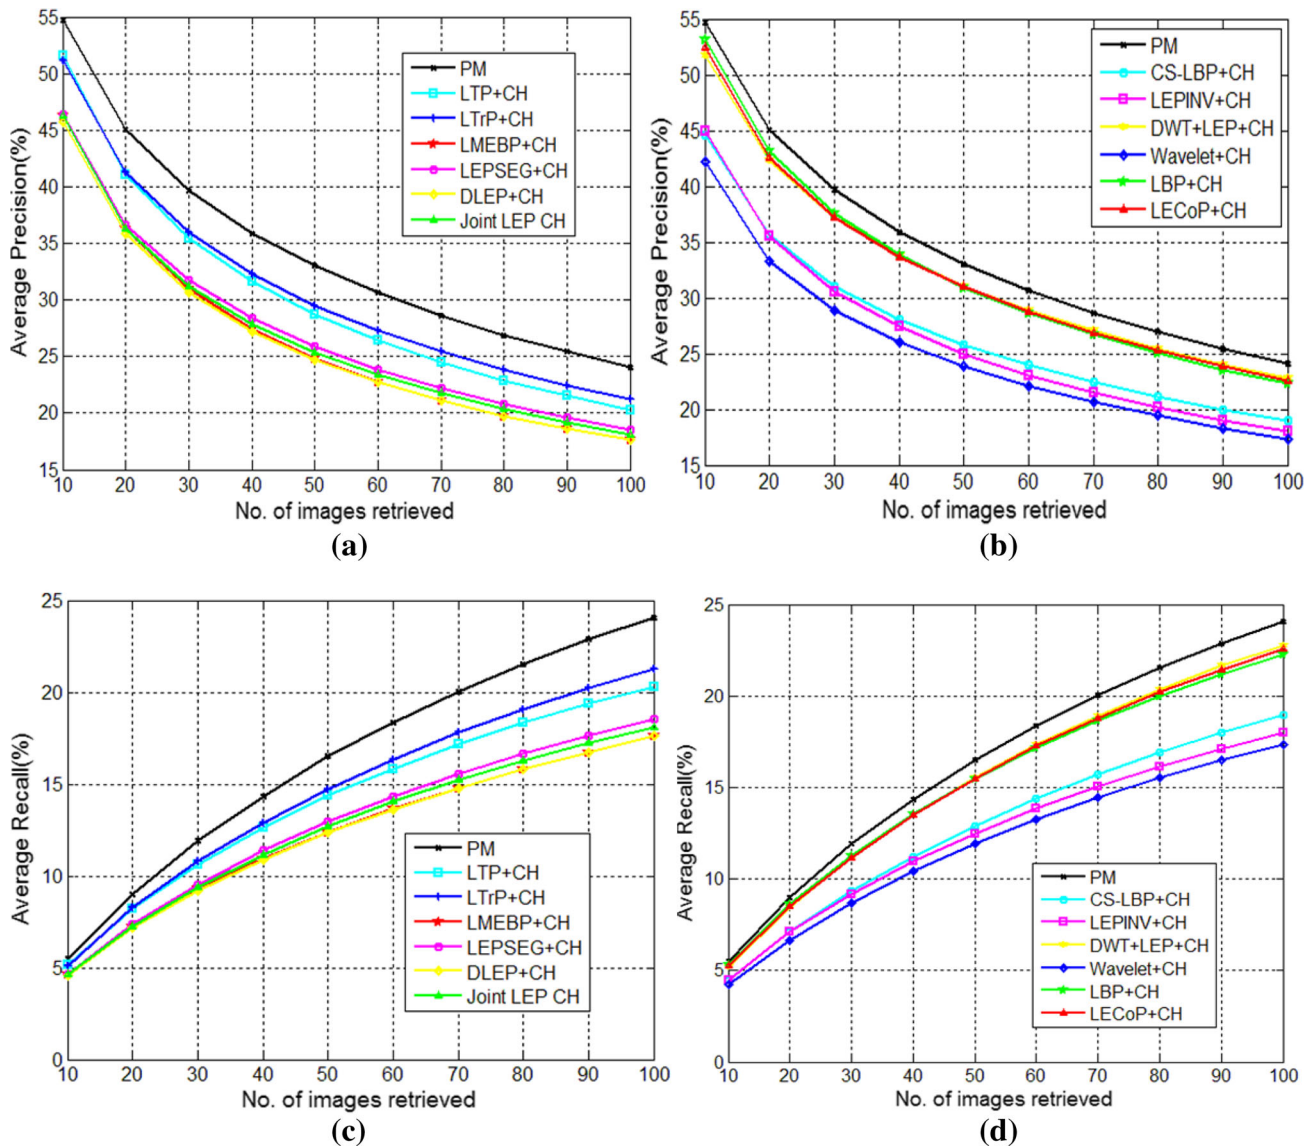 55
50
45
40
35
30
25
20
15
Average Precision(%)
PM
LTP+CH
LTrP+CH
LMEBP+CH
LEPSEG+CH
DLEP+CH
Joint LEP CH
10 20 30 40 50 60 70 80 90 100
No. of images retrieved
(a)
55
50
45
40
35
30
25
20
15
Average Precision(%)
PM
CS-LBP+CH
LEPINV+CH
DWT+LEP+CH
Wavelet+CH
LBP+CH
LECoP+CH
10 20 30 40 50 60 70 80 90 100
No. of images retrieved
(b)
25
20
15
10
5
0
Average Recall(%)
PM
LTP+CH
LTrP+CH
LMEBP+CH
LEPSEG+CH
DLEP+CH
Joint LEP CH
10 20 30 40 50 60 70 80 90 100
No. of images retrieved
(c)
25
20
15
10
5
0
Average Recall(%)
PM
CS-LBP+CH
LEPINV+CH
DWT+LEP+CH
Wavelet+CH
LBP+CH
LECoP+CH
10 20 30 40 50 60 70 80 90 100
No. of images retrieved
(d)